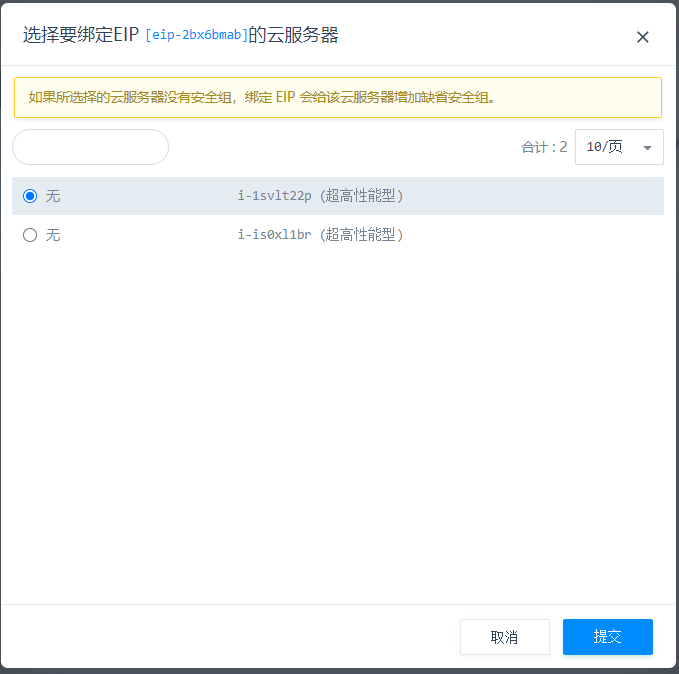 选择要绑定EIP [eip-2bx6bmab]的云服务器
如果所选择的云服务器没有安全组，绑定 EIP 会给该云服务器增加缺省安全组。
合计：2 10/页
无 i-1svlt22p (超高性能型)
无 i-is0xl1br (超高性能型)
取消 提交